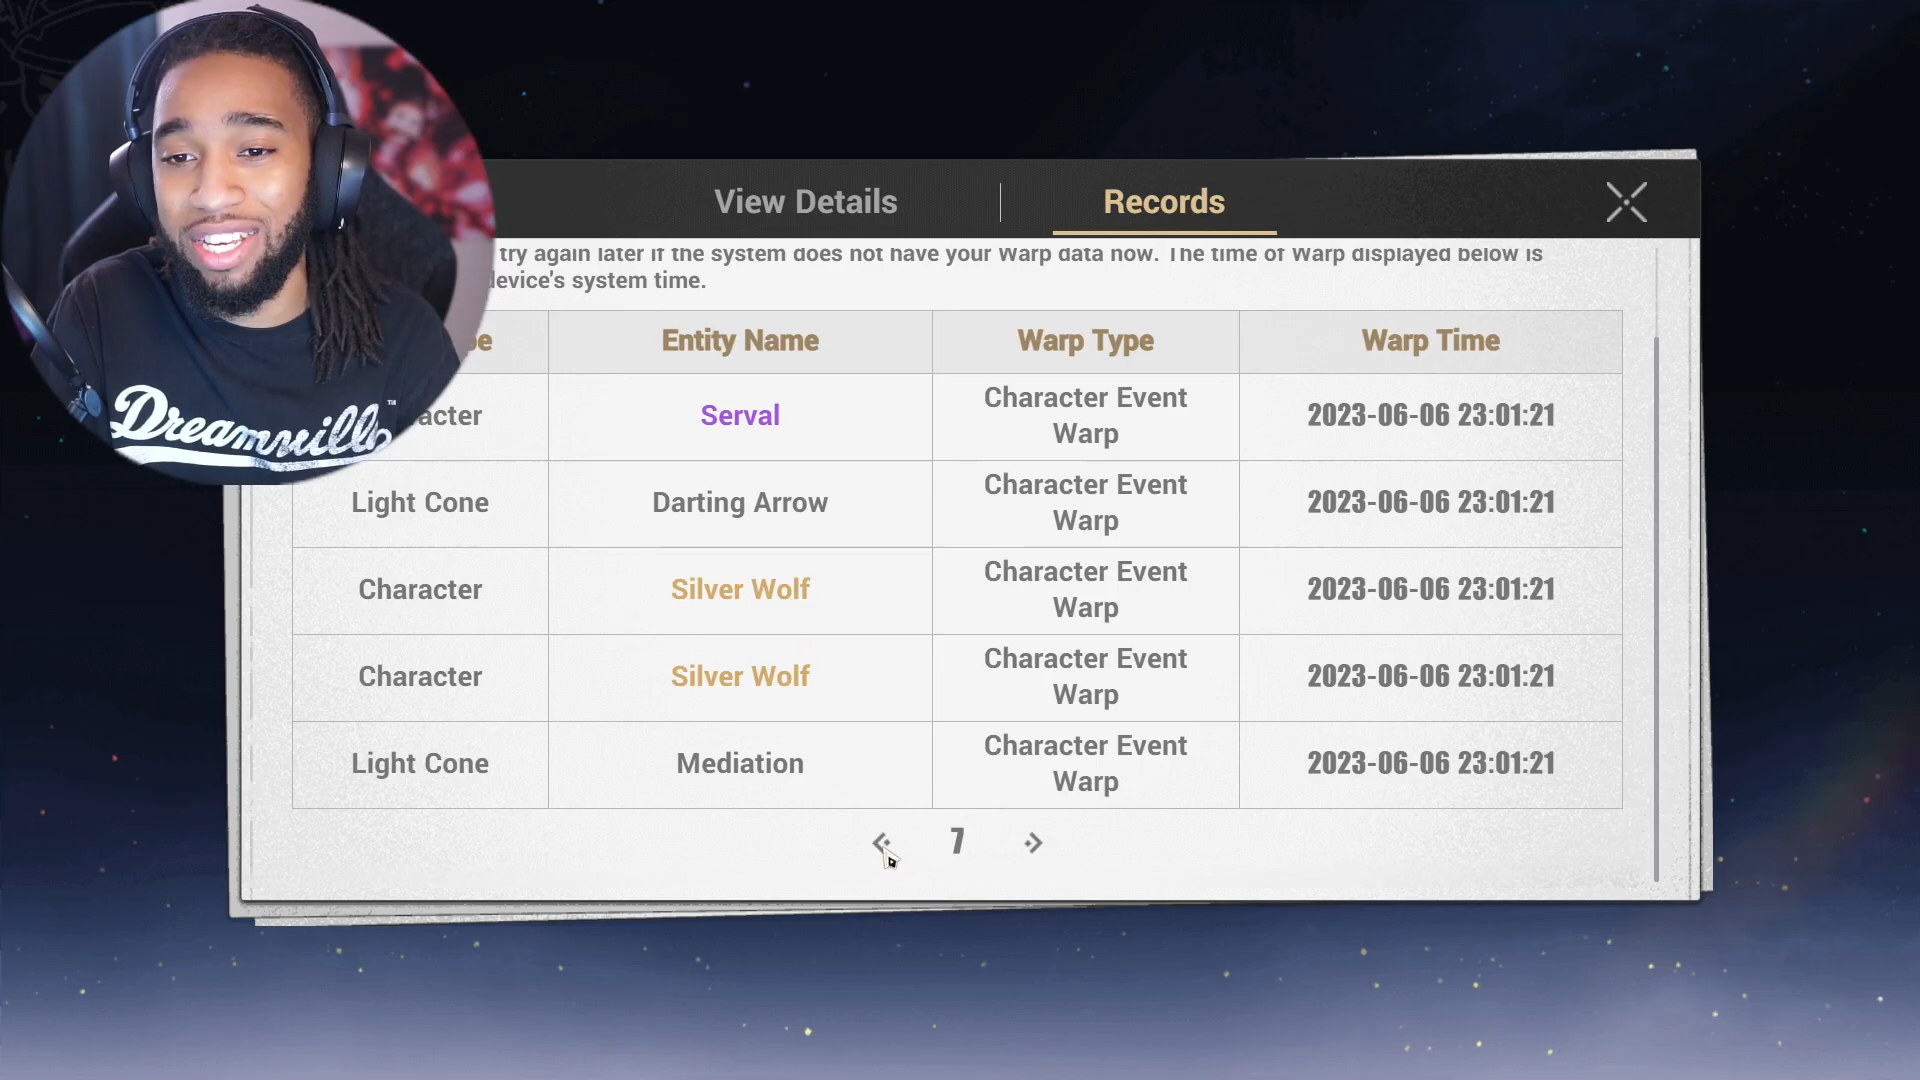 View Details
Records
try again later if the system does not have your Warp data now. The time of Warp displayed below is
device's system time.
Entity Name
Warp Type
Warp Time
Serval
Character Event
Warp
2023-06-06 23:01:21
Light Cone
Darting Arrow
Character Event
Warp
2023-06-06 23:01:21
Character
Silver Wolf
Character Event
Warp
2023-06-06 23:01:21
Character
Silver Wolf
Character Event
Warp
2023-06-06 23:01:21
Light Cone
Mediation
Character Event
Warp
2023-06-06 23:01:21
7
Dreamville™